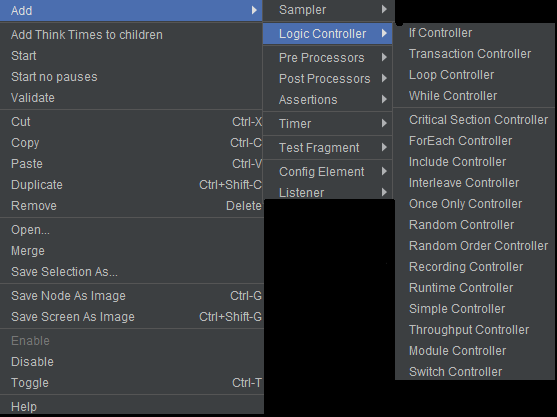 Add
Add Think Times to children
Start
Start no pauses
Validate
Cut Ctrl-X
Copy Ctrl-C
Paste Ctrl-V
Duplicate Ctrl+Shift-C
Remove Delete
Open...
Merge
Save Selection As...
Save Node As Image Ctrl-G
Save Screen As Image Ctrl+Shift-G
Enable
Disable
Toggle Ctrl-T
Help
Sampler
Logic Controller
Pre Processors
Post Processors
Assertions
Timer
Test Fragment
Config Element
Listener
If Controller
Transaction Controller
Loop Controller
While Controller
Critical Section Controller
ForEach Controller
Include Controller
Interleave Controller
Once Only Controller
Random Controller
Random Order Controller
Recording Controller
Runtime Controller
Simple Controller
Throughput Controller
Module Controller
Switch Controller